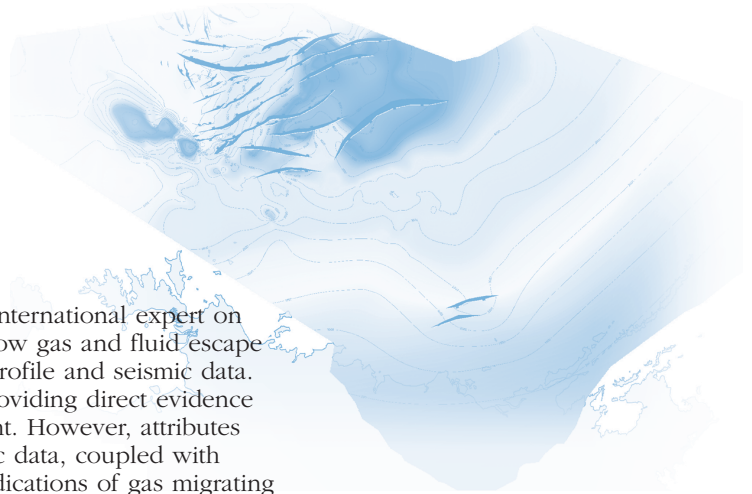 nternational expert on
ow gas and fluid escape
rofile and seismic data.
oviding direct evidence
nt. However, attributes
c data, coupled with
dications of gas migrating